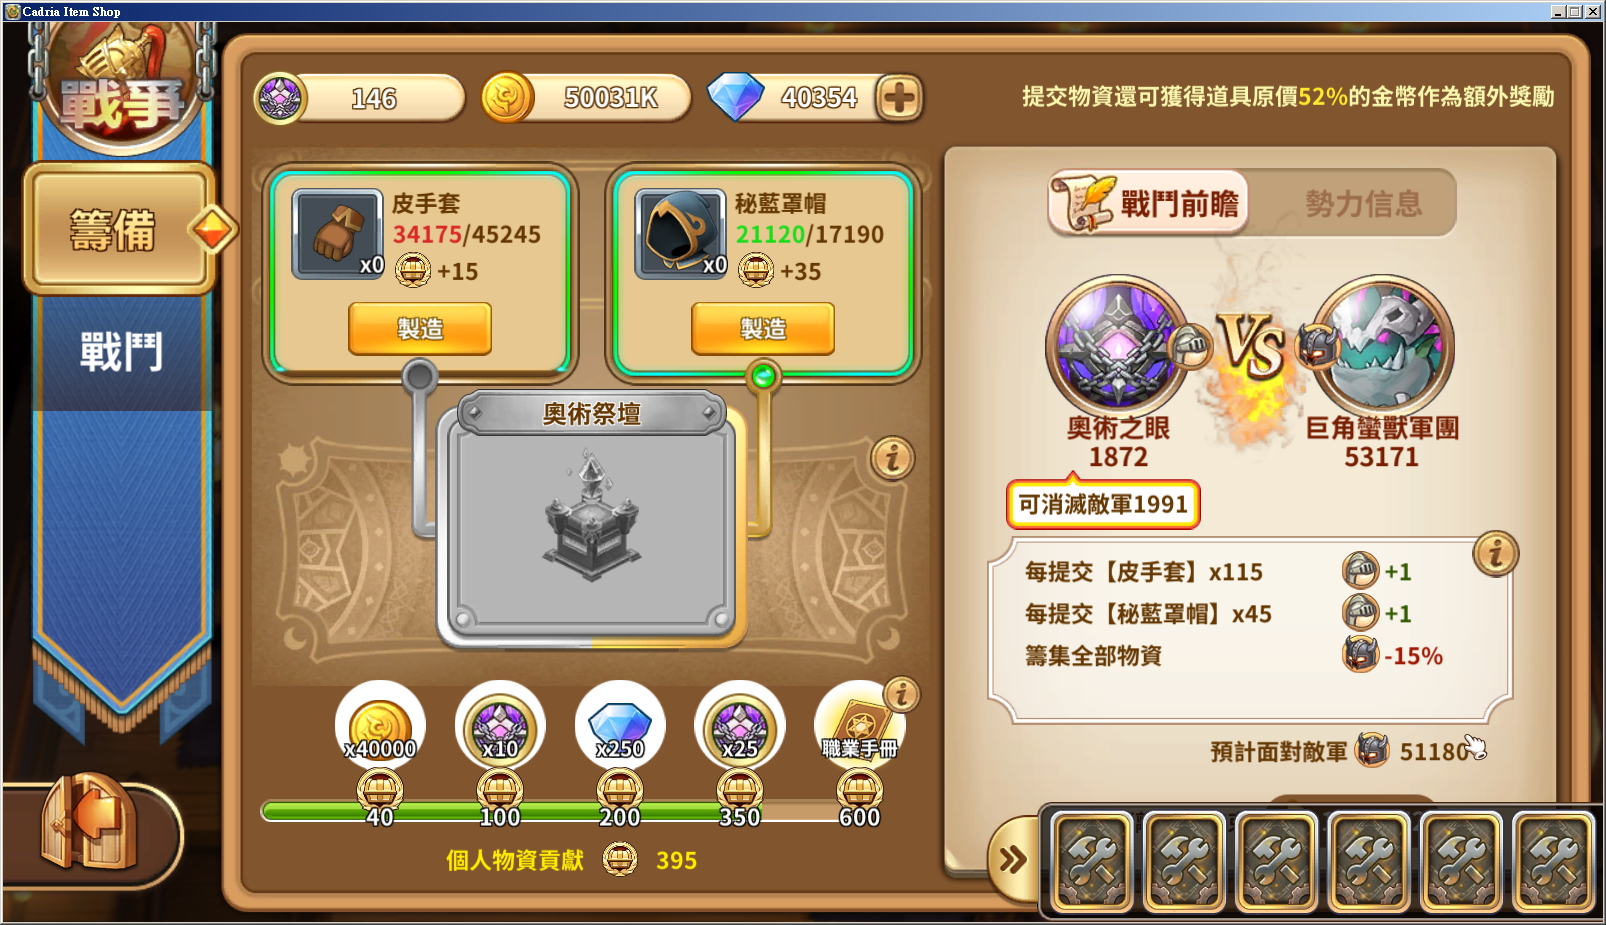 Cadria Item Shop
戰爭
146
50031K
40354
提交物資還可獲得道具原價52%的金幣作為額外獎勵
籌備
戰鬥
皮手套
34175/45245
x0
+15
製造
秘藍罩帽
21120/17190
x0
+35
製造
奧術祭壇
戰鬥前瞻
勢力信息
VS
奧術之眼
1872
巨角蠻獸軍團
53171
可消滅敵軍1991
每提交【皮手套】x115
+1
每提交【秘藍罩帽】x45
+1
籌集全部物資
-15%
預計面對敵軍
51180
x40000
x10
x250
x25
職業手冊
40
100
200
350
600
個人物資貢獻
395